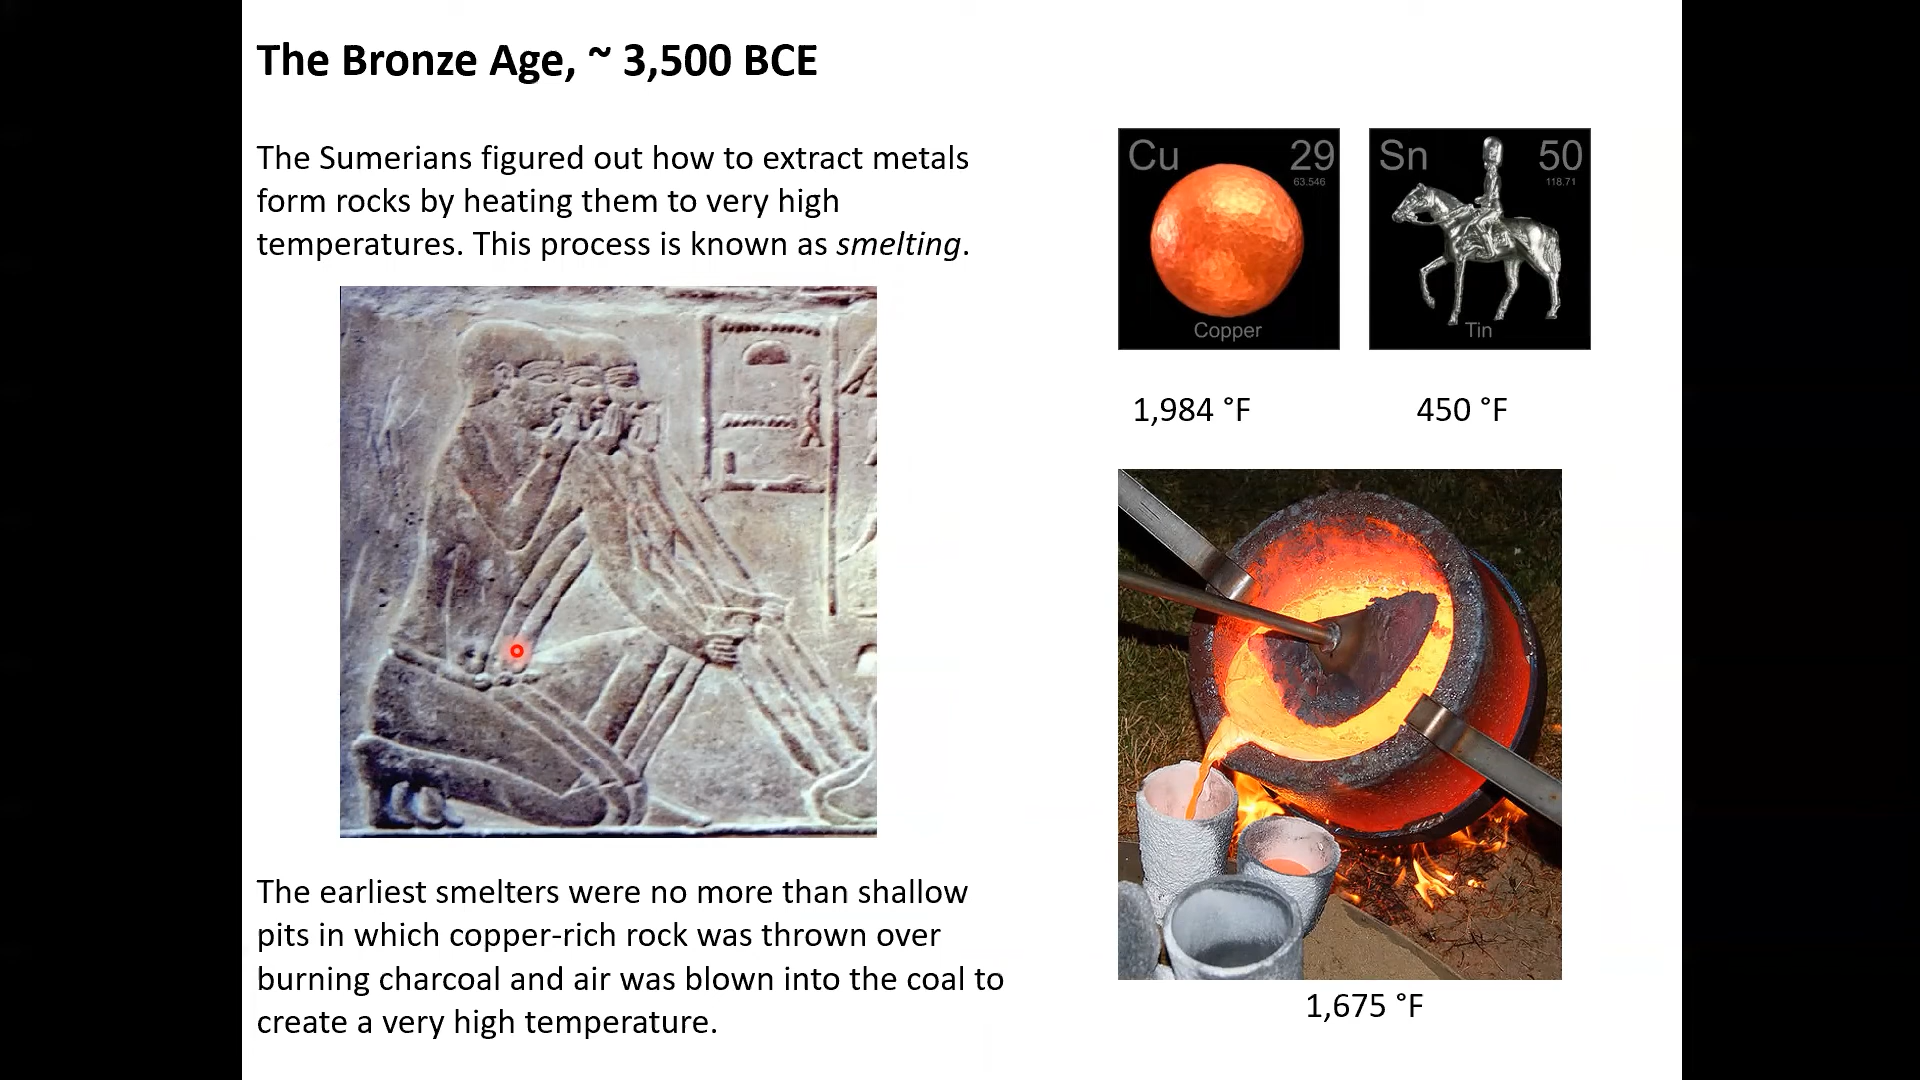 The Bronze Age, ~ 3,500 BCE
The Sumerians figured out how to extract metals
form rocks by heating them to very high
temperatures. This process is known as smelting.
Cu 29
63.546
Copper
Sn 50
118.71
Tin
1,984 °F
450 °F
1,675 °F
The earliest smelters were no more than shallow
pits in which copper-rich rock was thrown over
burning charcoal and air was blown into the coal to
create a very high temperature.